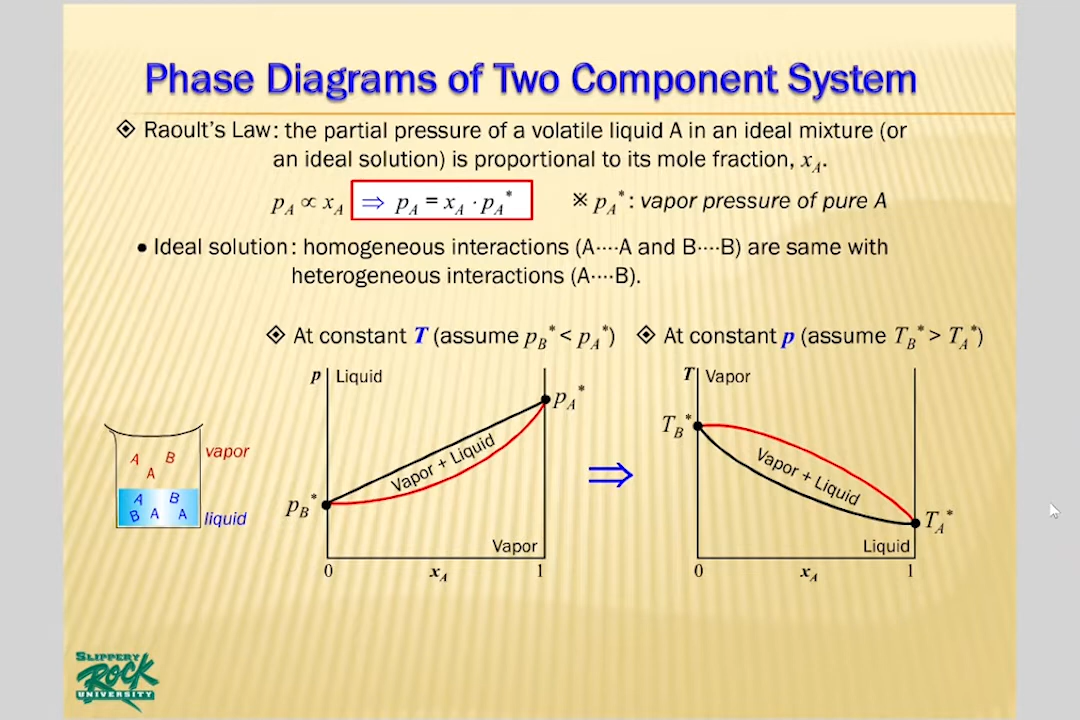 Phase Diagrams of Two Component System
Raoult's Law: the partial pressure of a volatile liquid A in an ideal mixture (or
an ideal solution) is proportional to its mole fraction, x_A.
p_A ∝ x_A ⇒ p_A = x_A · p_A* ※ p_A*: vapor pressure of pure A
• Ideal solution: homogeneous interactions (A····A and B····B) are same with
heterogeneous interactions (A····B).
At constant T (assume p_B* < p_A*)
At constant p (assume T_B* > T_A*)
A B vapor
A
A B
B A A liquid
p Liquid
p_A*
Vapor + Liquid
p_B*
Vapor
0 x_A 1
⇒
T Vapor
T_B*
Vapor + Liquid
T_A*
Liquid
0 x_A 1
SLIPPERY
ROCK
UNIVERSITY